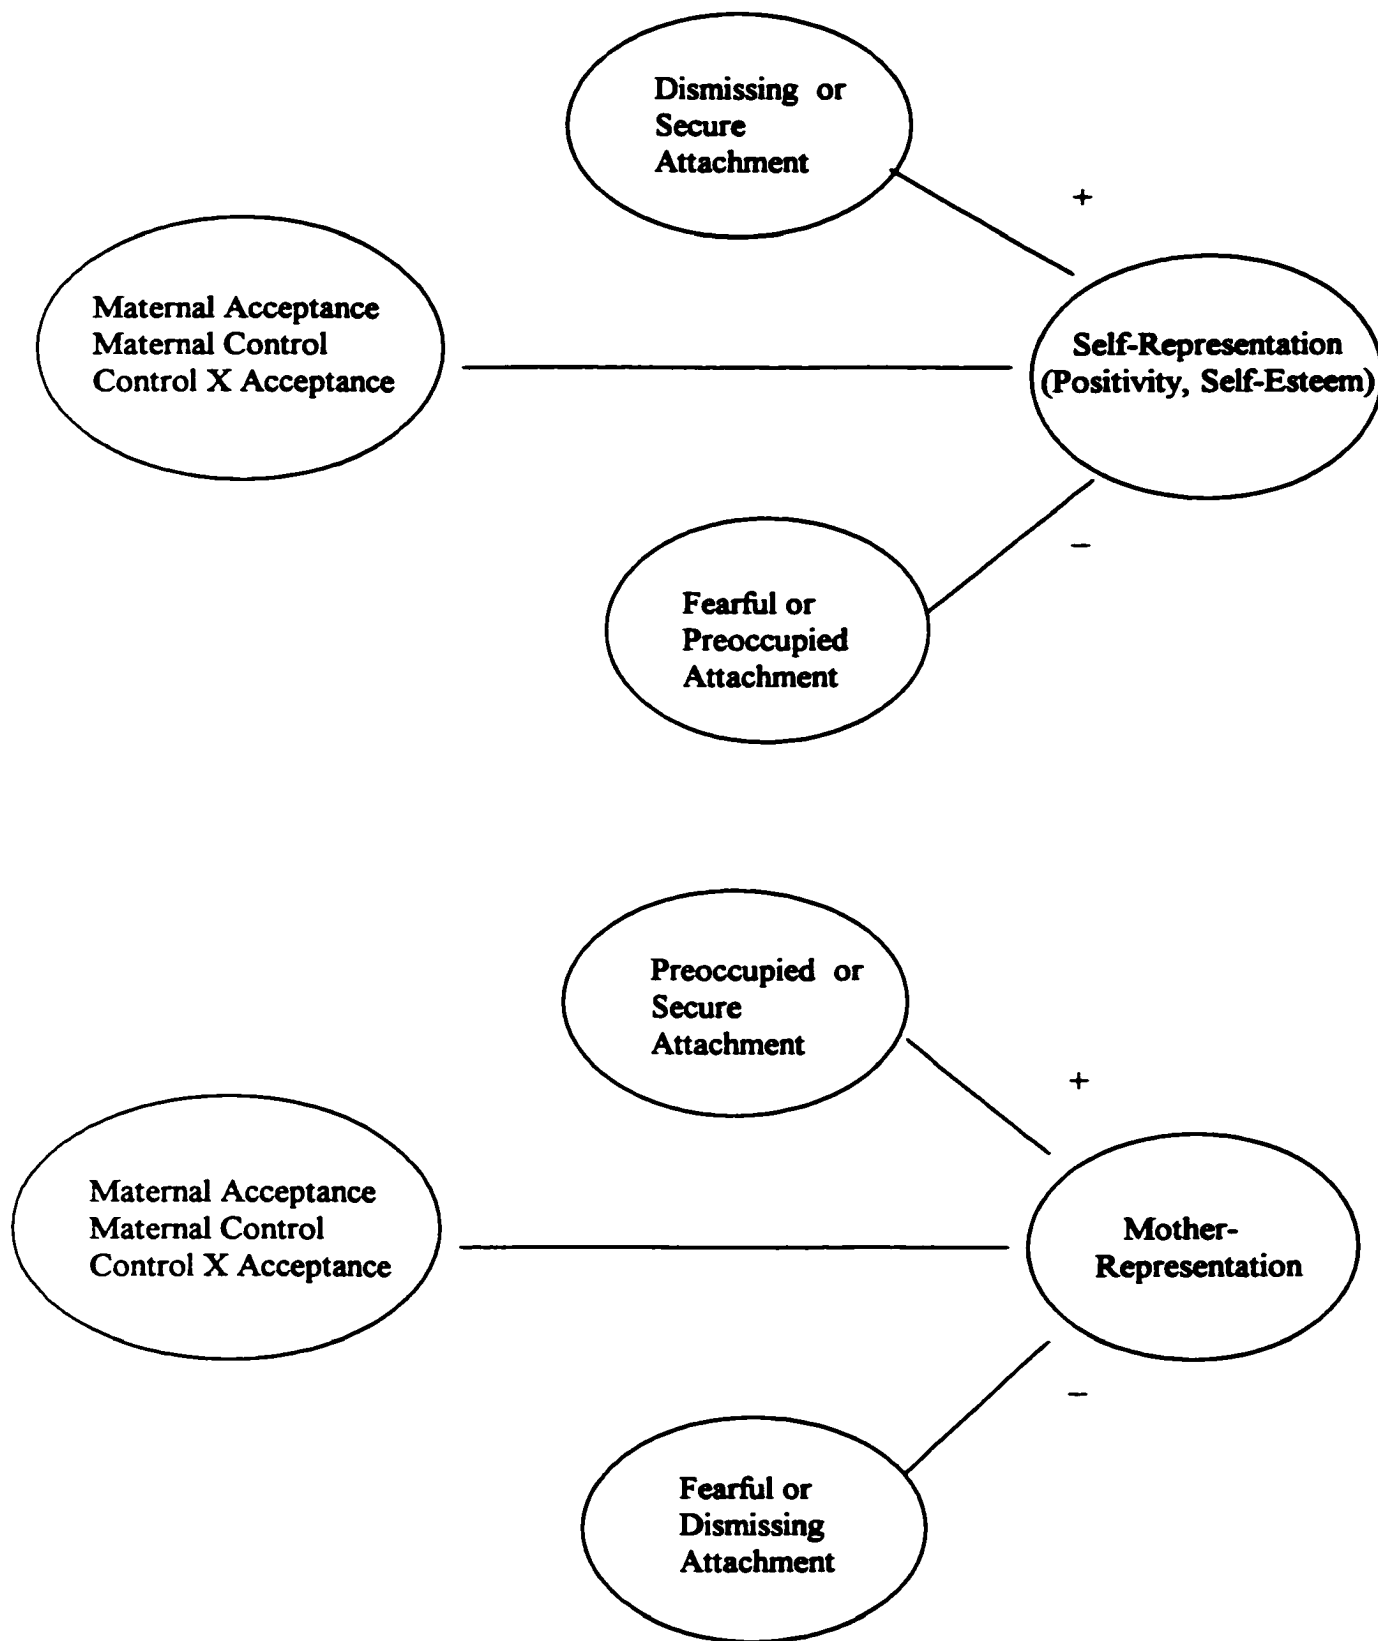 Dismissing or
Secure
Attachment
+
Maternal Acceptance
Maternal Control
Control X Acceptance
Self-Representation
(Positivity, Self-Esteem)
−
Fearful or
Preoccupied
Attachment
Preoccupied or
Secure
Attachment
+
Maternal Acceptance
Maternal Control
Control X Acceptance
Mother-
Representation
−
Fearful or
Dismissing
Attachment